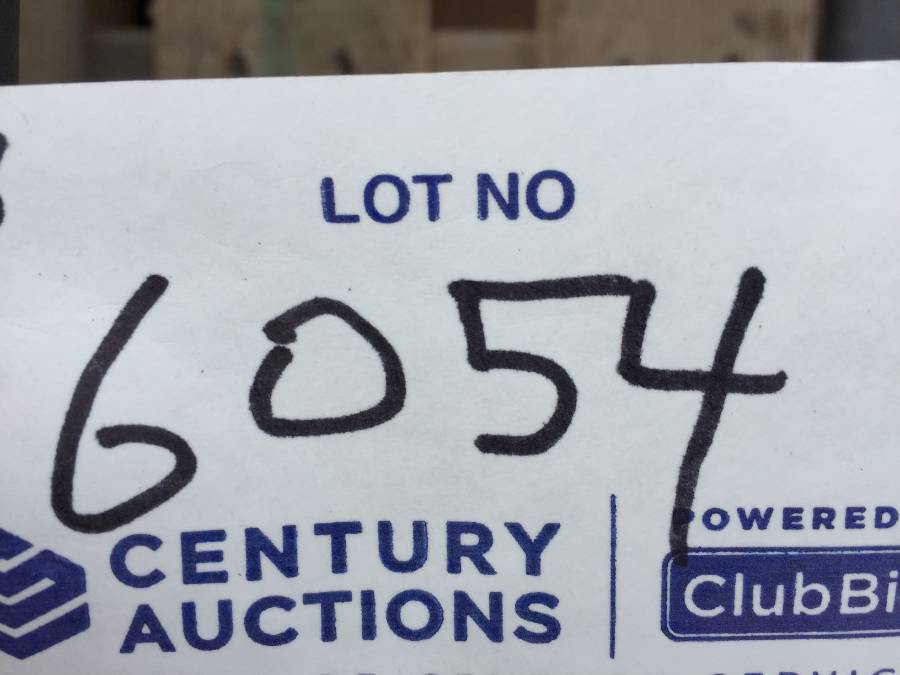 LOT NO
6054
CENTURY
AUCTIONS
POWERED
ClubBi